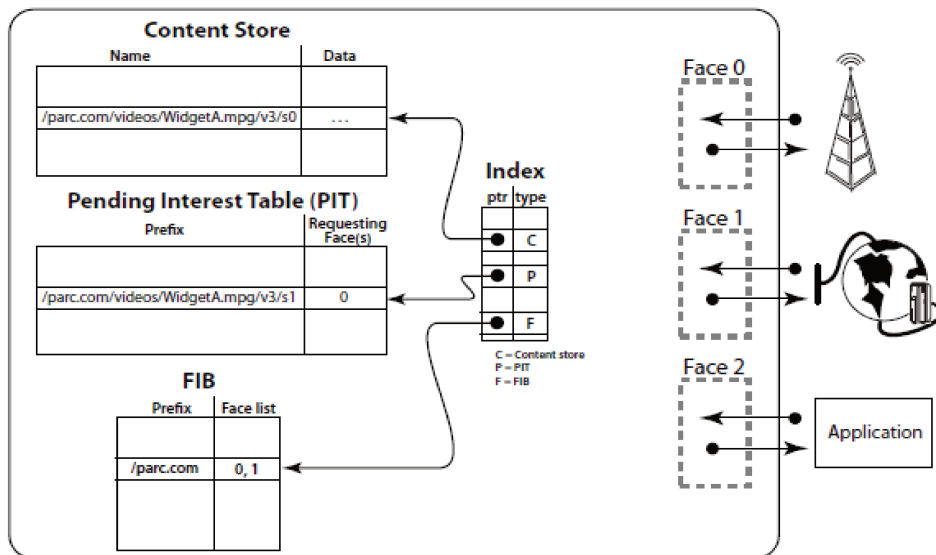 Content Store
Name Data
/parc.com/videos/WidgetA.mpg/v3/s0 ...
Pending Interest Table (PIT)
Prefix Requesting Face(s)
/parc.com/videos/WidgetA.mpg/v3/s1 0
FIB
Prefix Face list
/parc.com 0, 1
Index
ptr type
C
P
F
C – Content store
P – PIT
F – FIB
Face 0
Face 1
Face 2
Application